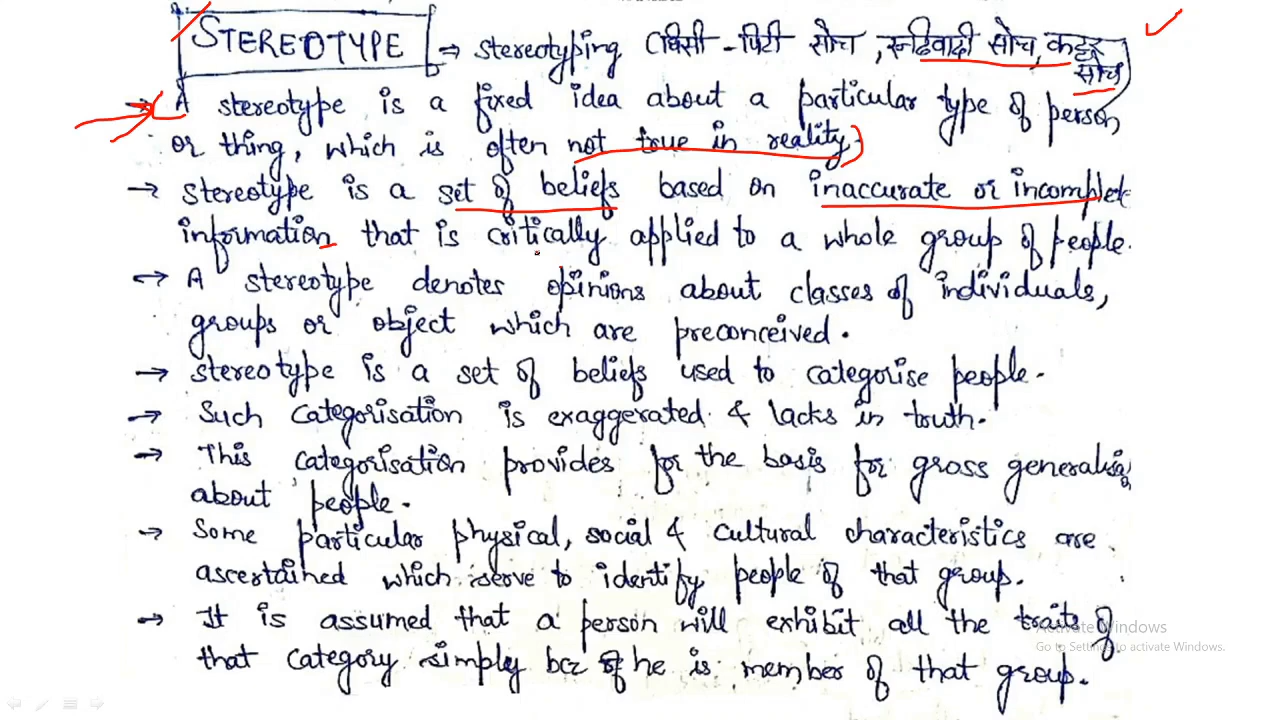 STEREOTYPE → stereotyping (घिसी-पिटी सोच, रूढ़िवादी सोच, कट्टर
सोच)
→ A stereotype is a fixed idea about a particular type of person
or thing, which is often not true in reality.
→ stereotype is a set of beliefs based on inaccurate or incomplet
information that is critically applied to a whole group of people.
→ A stereotype denotes opinions about classes of individuals,
groups or object which are preconceived.
→ stereotype is a set of beliefs used to categorise people.
→ Such categorisation is exaggerated & lacks in truth.
→ This categorisation provides for the basis for gross
about people.
→ Some particular physical, social & cultural characteristics are
ascertained which serve to identify people of that group.
→ It is assumed that a person will exhibit all the traits of
that category simply bcz of he is member of that group.
Activate Windows
Go to Settings to activate Windows.